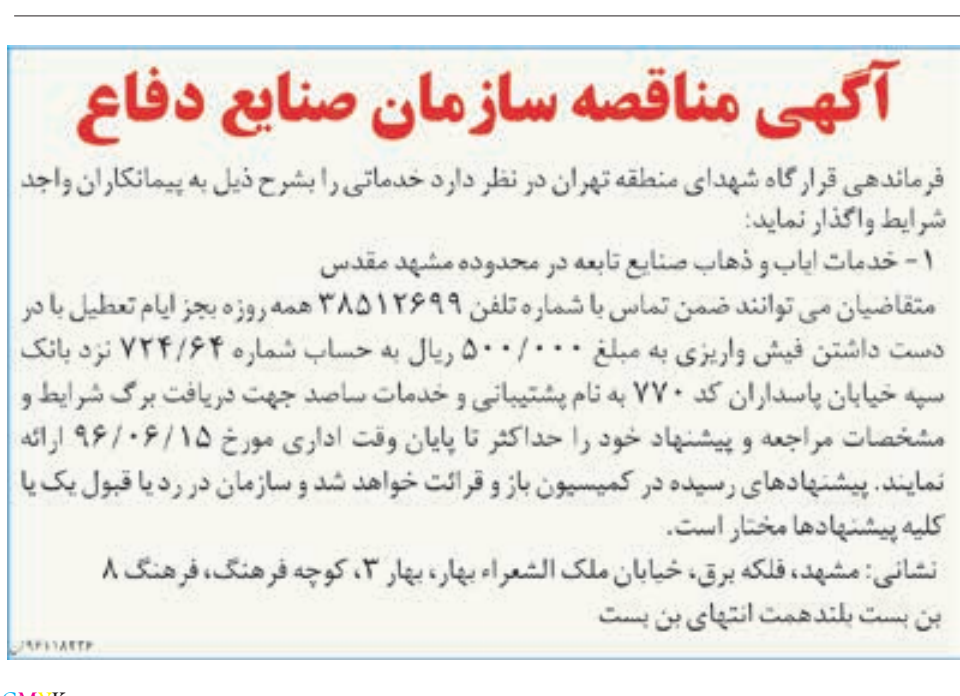 آگهی مناقصه سازمان صنایع دفاع
فرماندهی قرارگاه شهدای منطقه تهران در نظر دارد خدماتی را بشرح ذیل به پیمانکاران واجد
شرایط واگذار نماید:
۱- خدمات ایاب و ذهاب صنایع تابعه در محدوده مشهد مقدس
متقاضیان می توانند ضمن تماس با شماره تلفن ۳۸۵۱۲۶۹۹ همه روزه بجز ایام تعطیل با در
دست داشتن فیش واریزی به مبلغ ۵۰۰/۰۰۰ ریال به حساب شماره ۷۲۴/۶۴ نزد بانک
سپه خیابان پاسداران کد ۷۷۰ به نام پشتیبانی و خدمات ساصد جهت دریافت برگ شرایط و
مشخصات مراجعه و پیشنهاد خود را حداکثر تا پایان وقت اداری مورخ ۹۶/۰۶/۱۵ ارائه
نمایند. پیشنهادهای رسیده در کمیسیون باز و قرائت خواهد شد و سازمان در رد یا قبول یک یا
کلیه پیشنهادها مختار است.
نشانی: مشهد، فلکه برق، خیابان ملک الشعراء بهار، بهار ۳، کوچه فرهنگ، فرهنگ ۸
بن بست بلندهمت انتهای بن بست